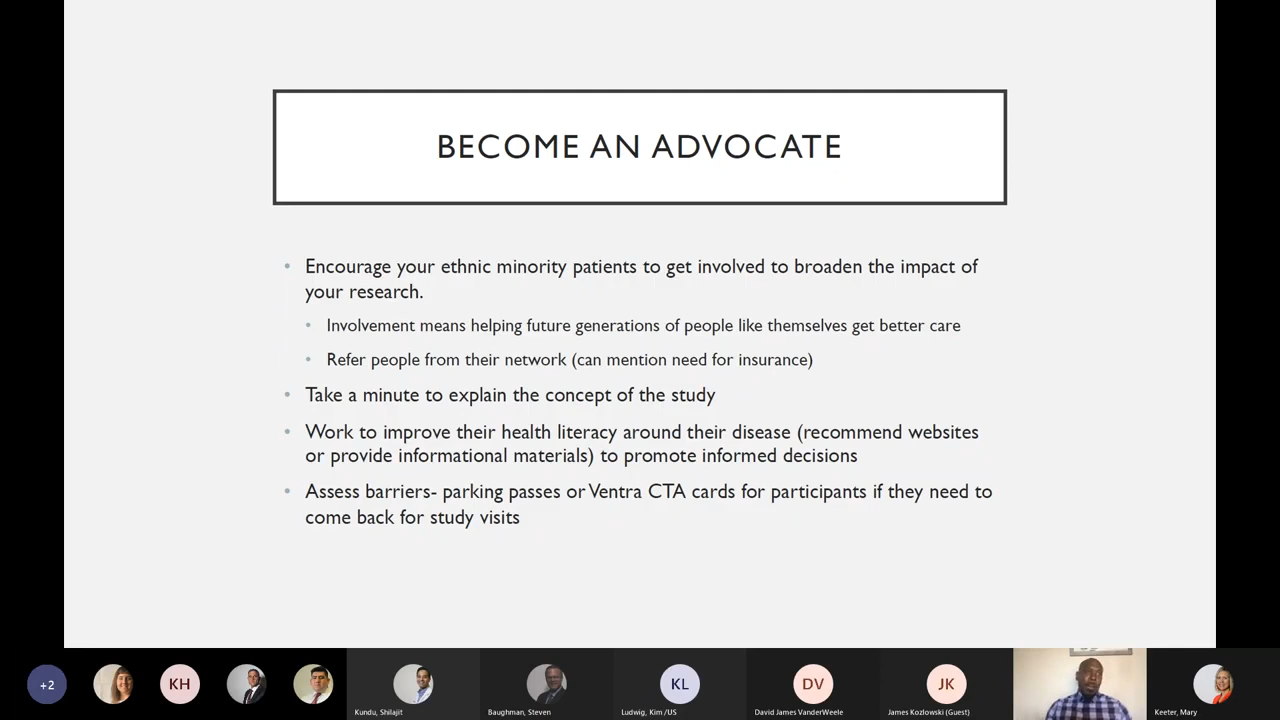 BECOME AN ADVOCATE
• Encourage your ethnic minority patients to get involved to broaden the impact of
your research.
• Involvement means helping future generations of people like themselves get better care
• Refer people from their network (can mention need for insurance)
• Take a minute to explain the concept of the study
• Work to improve their health literacy around their disease (recommend websites
or provide informational materials) to promote informed decisions
• Assess barriers- parking passes or Ventra CTA cards for participants if they need to
come back for study visits
+2
KH
KL
DV
JK
Kundu, Shilajit
Baughman, Steven
Ludwig, Kim /US
David James VanderWeele
James Kozlowski (Guest)
Keeter, Mary